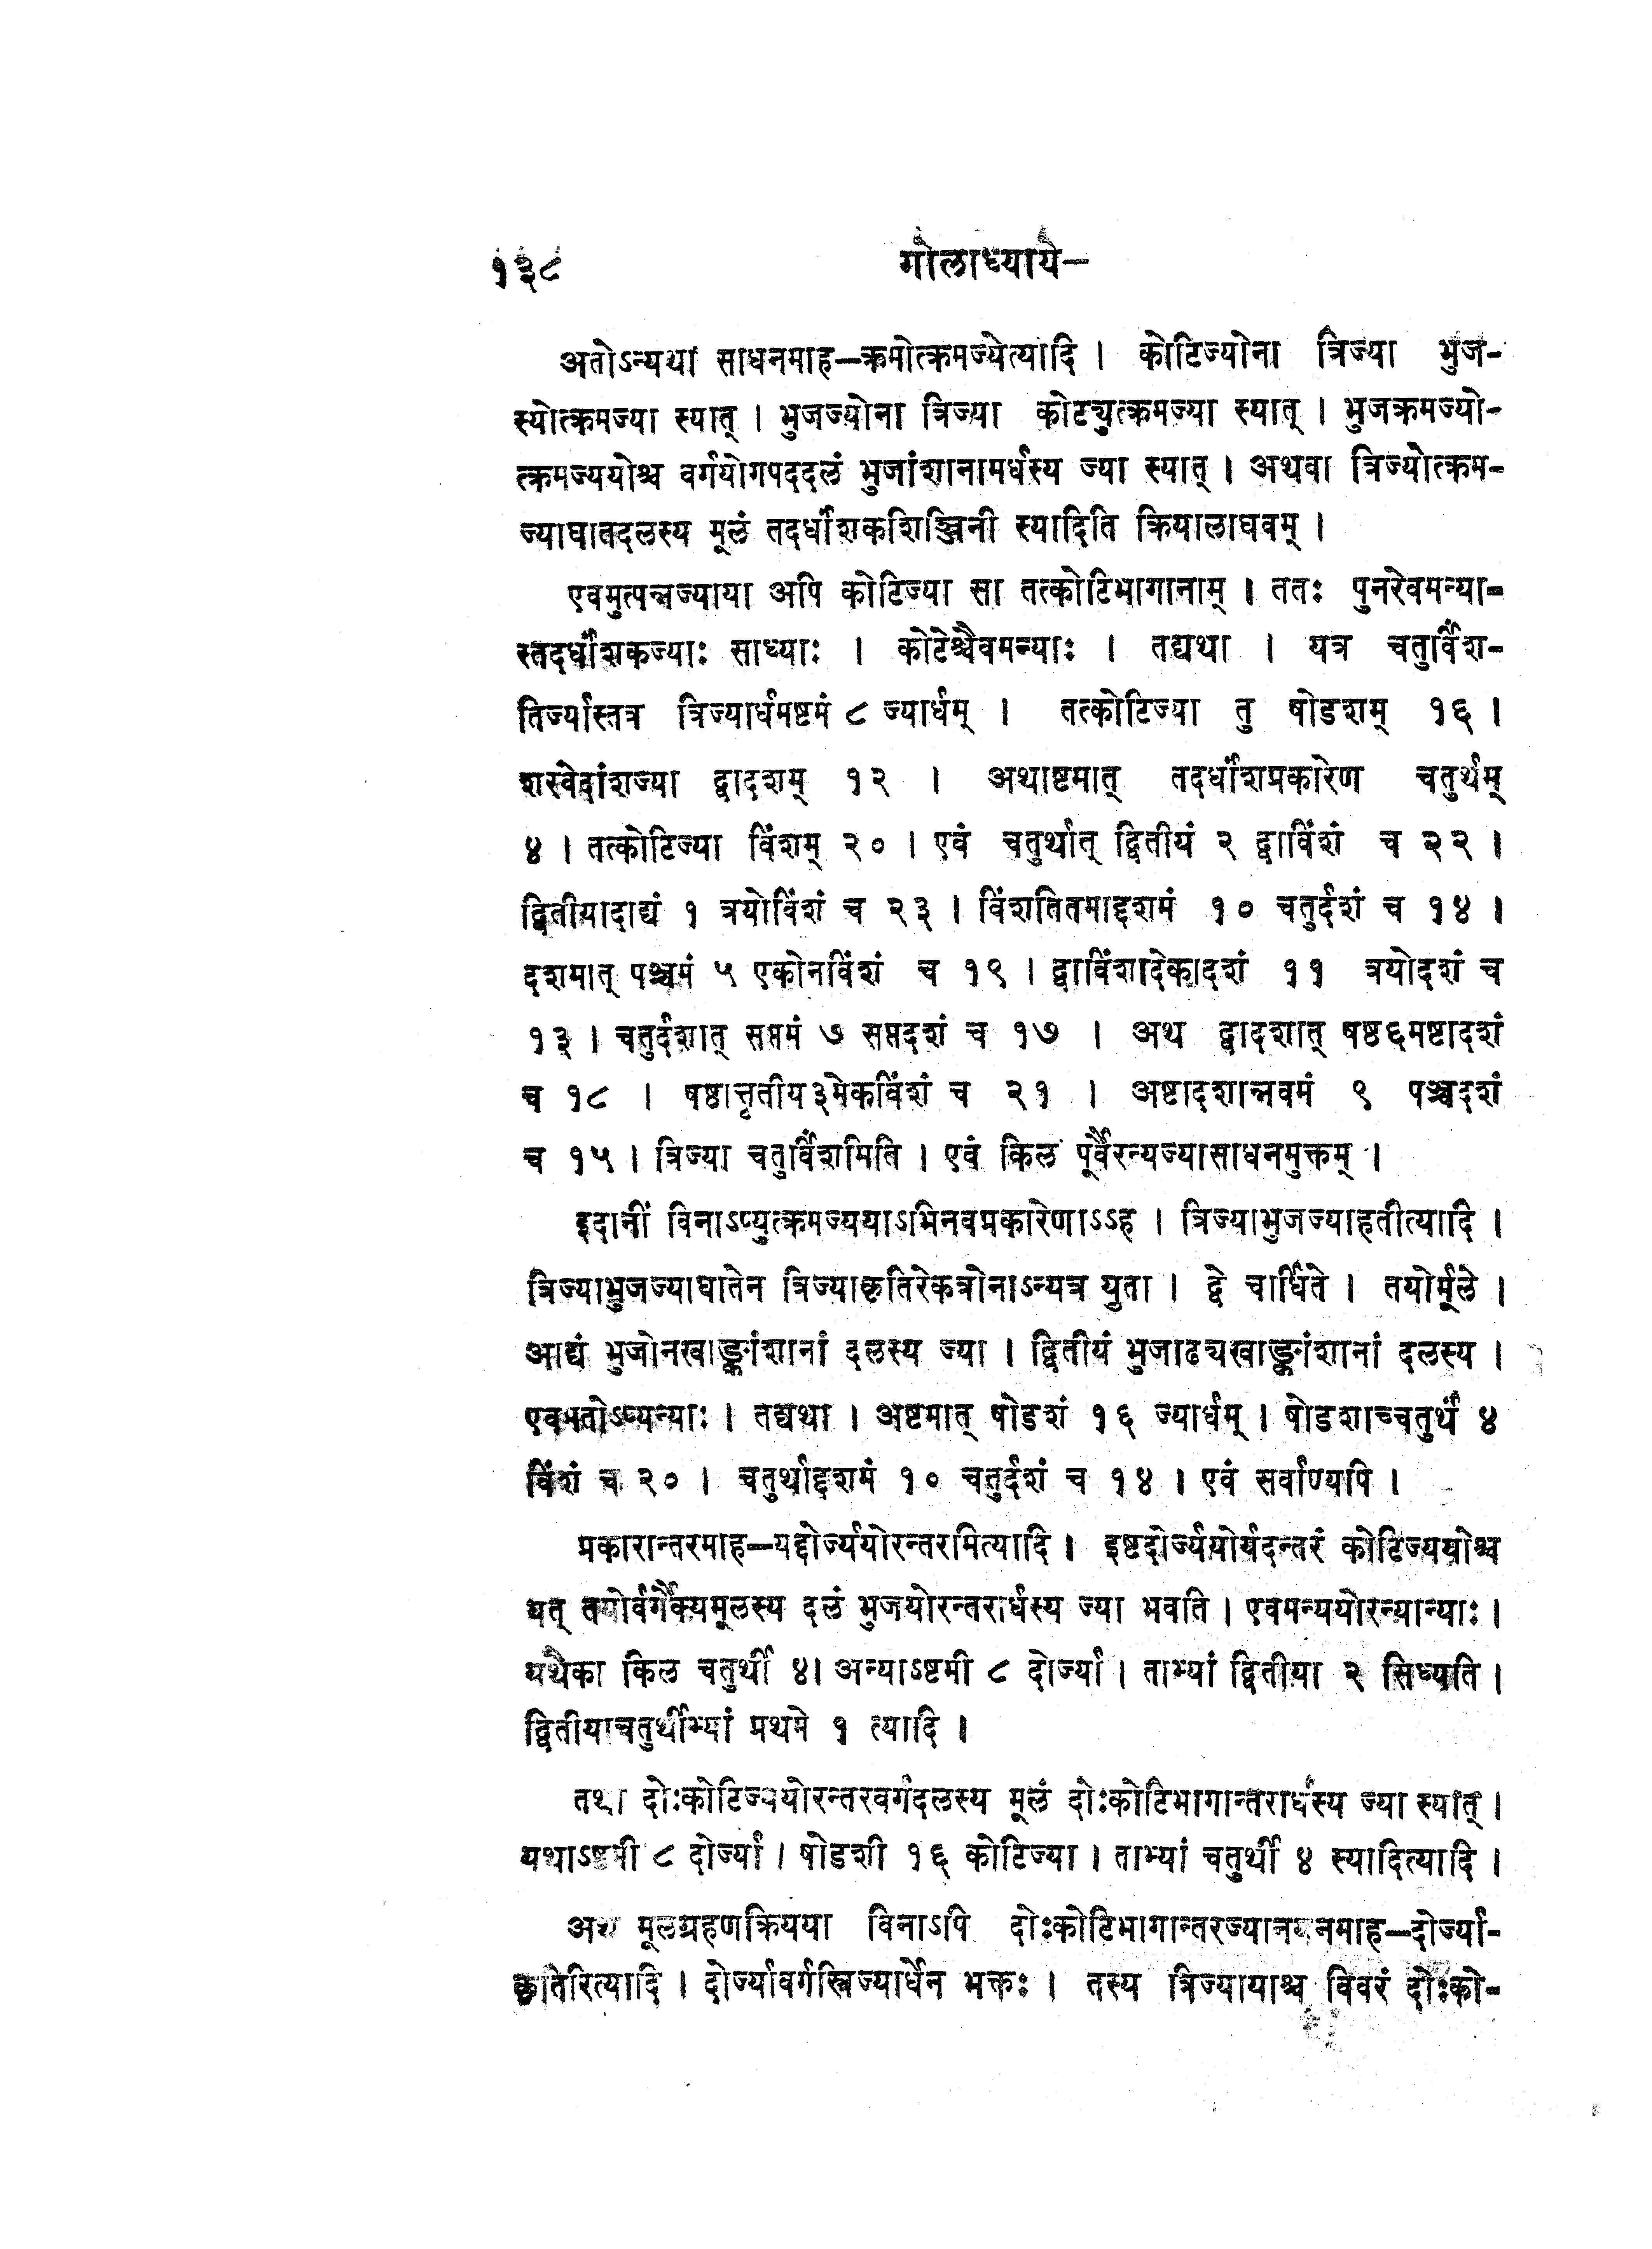 १३८ गोलाध्याये—
अतोऽन्यथा साधनमाह—क्रमोत्क्रमज्येत्यादि । कोटिज्योना त्रिज्या भुज-
स्योत्क्रमज्या स्यात् । भुजज्योना त्रिज्या कोट्युत्क्रमज्या स्यात् । भुजक्रमज्यो-
त्क्रमज्ययोश्च वर्गयोगपददलं भुजांशानामर्धस्य ज्या स्यात् । अथवा त्रिज्योत्क्रम-
ज्याघातदलस्य मूलं तदर्धांशकशिञ्जिनी स्यादिति क्रियालाघवम् ।
एवमुत्पन्नज्याया अपि कोटिज्या सा तत्कोटिभागानाम् । ततः पुनरेवमन्या-
स्तदर्धांशकज्याः साध्याः । कोटेश्चैवमन्याः । तद्यथा । यत्र चतुर्विंश-
तिर्ज्यास्तत्र त्रिज्यार्धमष्टमं ८ ज्यार्धम् । तत्कोटिज्या तु षोडशम् १६ ।
शरवेदांशज्या द्वादशम् १२ । अथाष्टमात् तदर्धांशप्रकारेण चतुर्थम्
४ । तत्कोटिज्या विंशम् २० । एवं चतुर्थात् द्वितीयं २ द्वाविंशं च २२ ।
द्वितीयादाद्यं १ त्रयोविंशं च २३ । विंशतितमाद्दशमं १० चतुर्दशं च १४ ।
दशमात् पञ्चमं ५ एकोनविंशं च १९ । द्वाविंशादेकादशं ११ त्रयोदशं च
१३ । चतुर्दशात् सप्तमं ७ सप्तदशं च १७ । अथ द्वादशात् षष्ठ६मष्टादशं
च १८ । षष्ठात्तृतीय३मेकविंशं च २१ । अष्टादशान्नवमं ९ पञ्चदशं
च १५ । त्रिज्या चतुर्विंशमिति । एवं किल पूर्वैरन्यज्यासाधनमुक्तम् ।
इदानीं विनाऽप्युत्क्रमज्ययाऽभिनवप्रकारेणाऽऽह । त्रिज्याभुजज्याहतीत्यादि ।
त्रिज्याभुजज्याघातेन त्रिज्याकृतिरेकत्रोनाऽन्यत्र युता । द्वे चार्धिते । तयोर्मूले ।
आद्यं भुजोनखाङ्कांशानां दलस्य ज्या । द्वितीयं भुजाढ्यखाङ्कांशानां दलस्य ।
एवमतोऽप्यन्याः । तद्यथा । अष्टमात् षोडशं १६ ज्यार्धम् । षोडशाच्चतुर्थं ४
विंशं च २० । चतुर्थाद्दशमं १० चतुर्दशं च १४ । एवं सर्वाण्यपि ।
प्रकारान्तरमाह—यद्दोर्ज्ययोरन्तरमित्यादि । इष्टदोर्ज्ययोर्यदन्तरं कोटिज्ययोश्च
यत् तयोर्वर्गैक्यमूलस्य दलं भुजयोरन्तरार्धस्य ज्या भवति । एवमन्ययोरन्यान्याः ।
यथैका किल चतुर्थी ४। अन्याऽष्टमी ८ दोर्ज्या । ताभ्यां द्वितीया २ सिध्यति ।
द्वितीयाचतुर्थीभ्यां प्रथमे १ त्यादि ।
तथा दोःकोटिज्ययोरन्तरवर्गदलस्य मूलं दोःकोटिभागान्तरार्धस्य ज्या स्यात् ।
यथाऽष्टमी ८ दोर्ज्या । षोडशी १६ कोटिज्या । ताभ्यां चतुर्थी ४ स्यादित्यादि ।
अथ मूलग्रहणक्रियया विनाऽपि दोःकोटिभागान्तरज्यानयनमाह—दोर्ज्या-
कृतिरित्यादि । दोर्ज्यावर्गस्त्रिज्यार्धेन भक्तः । तस्य त्रिज्यायाश्च विवरं दोःको-